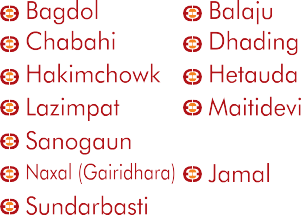 Bagdol
Balaju
Chabahi
Dhading
Hakimchowk
Hetauda
Lazimpat
Maitidevi
Sanogaun
Naxal (Gairidhara)
Jamal
Sundarbasti